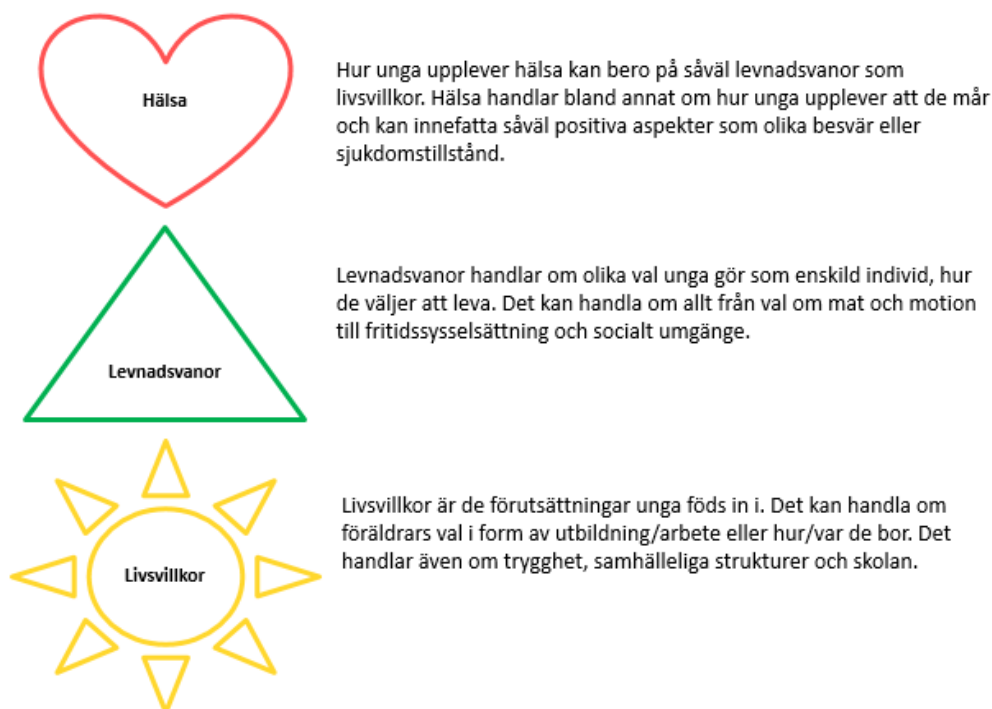 Hälsa
Hur unga upplever hälsa kan bero på såväl levnadsvanor som
livsvillkor. Hälsa handlar bland annat om hur unga upplever att de mår
och kan innefatta såväl positiva aspekter som olika besvär eller
sjukdomstillstånd.
Levnadsvanor
Levnadsvanor handlar om olika val unga gör som enskild individ, hur
de väljer att leva. Det kan handla om allt från val om mat och motion
till fritidssysselsättning och socialt umgänge.
Livsvillkor
Livsvillkor är de förutsättningar unga föds in i. Det kan handla om
föräldrars val i form av utbildning/arbete eller hur/var de bor. Det
handlar även om trygghet, samhälleliga strukturer och skolan.